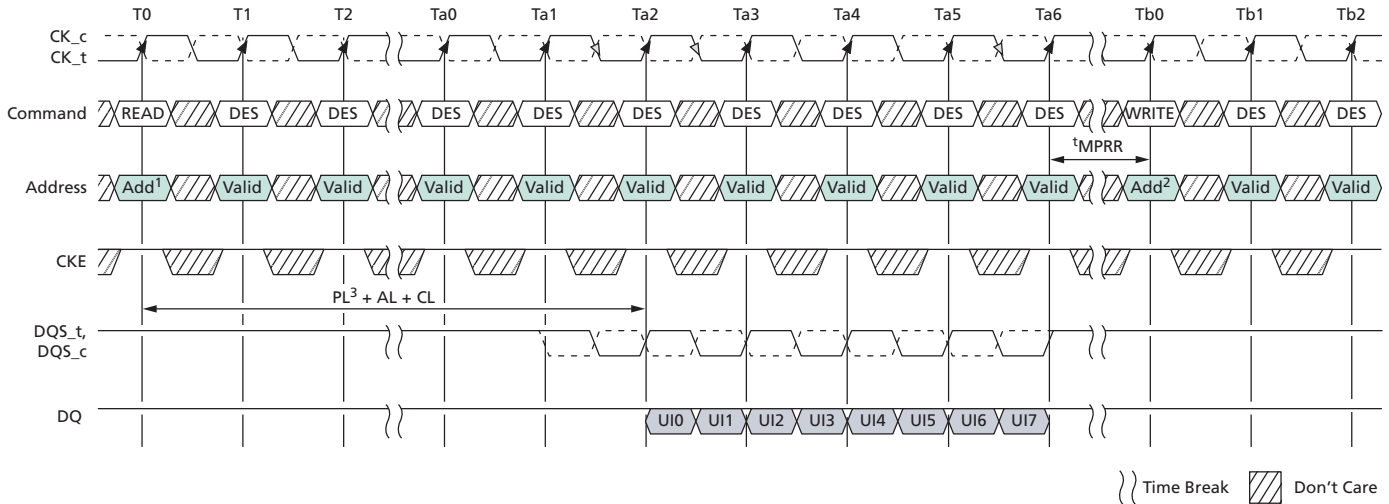 T0 T1 T2 Ta0 Ta1 Ta2 Ta3 Ta4 Ta5 Ta6 Tb0 Tb1 Tb2
CK_c
CK_t
Command READ DES DES DES DES DES DES DES DES DES WRITE DES DES
tMPRR
Address Add1 Valid Valid Valid Valid Valid Valid Valid Valid Valid Add2 Valid Valid
CKE
PL3 + AL + CL
DQS_t,
DQS_c
DQ UI0 UI1 UI2 UI3 UI4 UI5 UI6 UI7
Time Break Don't Care